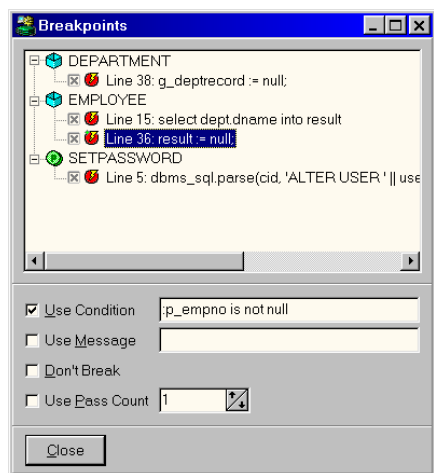 Breakpoints
DEPARTMENT
Line 38: g_deptrecord := null;
EMPLOYEE
Line 15: select dept.dname into result
Line 36: result := null;
P SETPASSWORD
Line 5: dbms_sql.parse(cid, 'ALTER USER ' || use
Use Condition :p_empno is not null
Use Message
Don't Break
Use Pass Count 1
Close